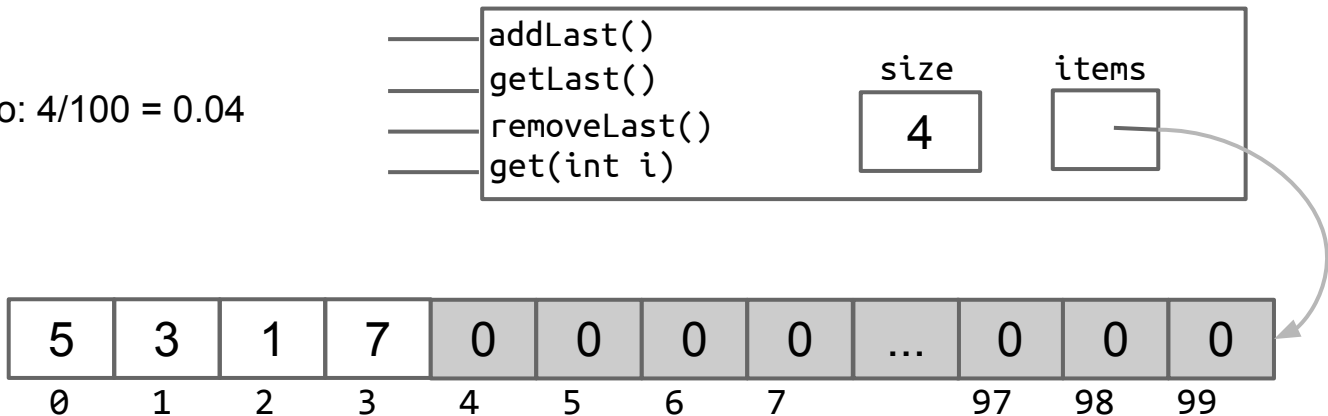 addLast()
getLast()
removeLast()
get(int i)
size
items
4
o: 4/100 = 0.04
5 3 1 7 0 0 0 0 ... 0 0 0
0 1 2 3 4 5 6 7 97 98 99